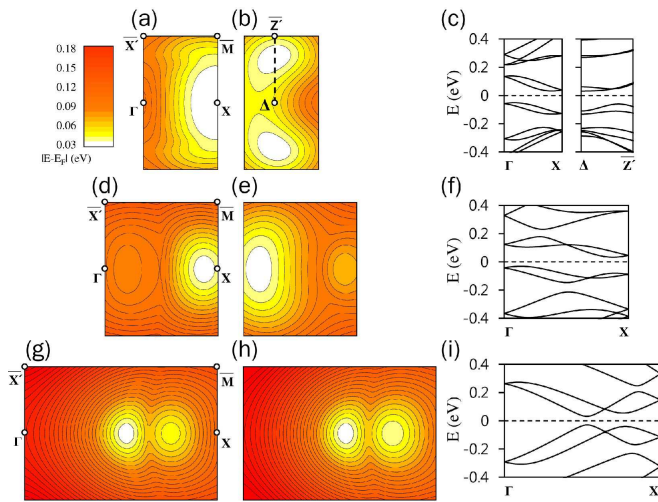 (a)
(b)
(c)
X̅'̅
M̅
Z̅'̅
Γ
X
Δ
0.18
0.15
0.12
0.09
0.06
0.03
|E-E_F| (eV)
E (eV)
0.4
0.2
0
-0.2
-0.4
Γ
X
Δ
Z̅'̅
(d)
(e)
(f)
X̅'̅
M̅
Γ
X
E (eV)
0.4
0.2
0
-0.2
-0.4
Γ
X
(g)
(h)
(i)
X̅'̅
M̅
Γ
X
E (eV)
0.4
0.2
0
-0.2
-0.4
Γ
X